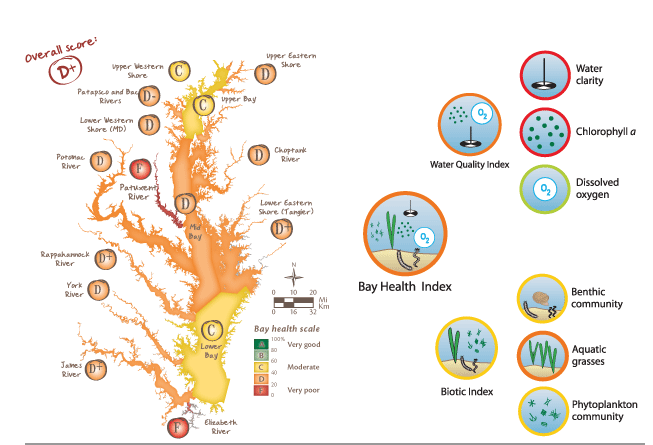 Overall score:
D+
Upper Western
Shore
C
Upper Eastern
Shore
D
Patapsco and Bac
Rivers
D-
C
Upper Bay
Lower Western
Shore (MD)
D
Choptank
River
D
Potomac
River
D
F
Patuxent
River
D
Mid
Bay
Lower Eastern
Shore (Tangier)
D+
Rappahannock
River
D+
York
River
D
C
Lower
Bay
James
River
D+
F
Elizabeth
River
N
0 10 20
Mi
Km
0 16 32
Bay health scale
100%
A
Very good
80
B
60
C
Moderate
40
D
20
F
Very poor
0
Water
clarity
O2
Water Quality Index
Chlorophyll a
O2
Dissolved
oxygen
O2
Bay Health Index
Benthic
community
Biotic Index
Aquatic
grasses
Phytoplankton
community